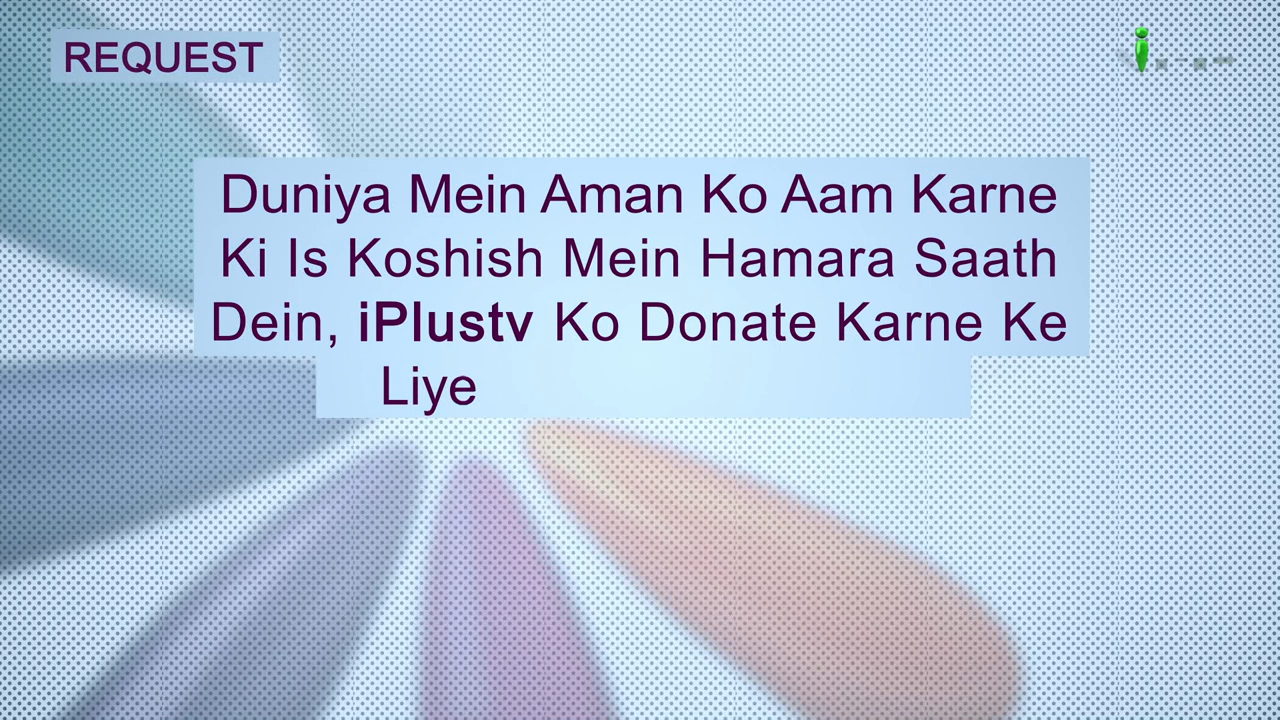 REQUEST
Duniya Mein Aman Ko Aam Karne
Ki Is Koshish Mein Hamara Saath
Dein, iPlustv Ko Donate Karne Ke
Liye